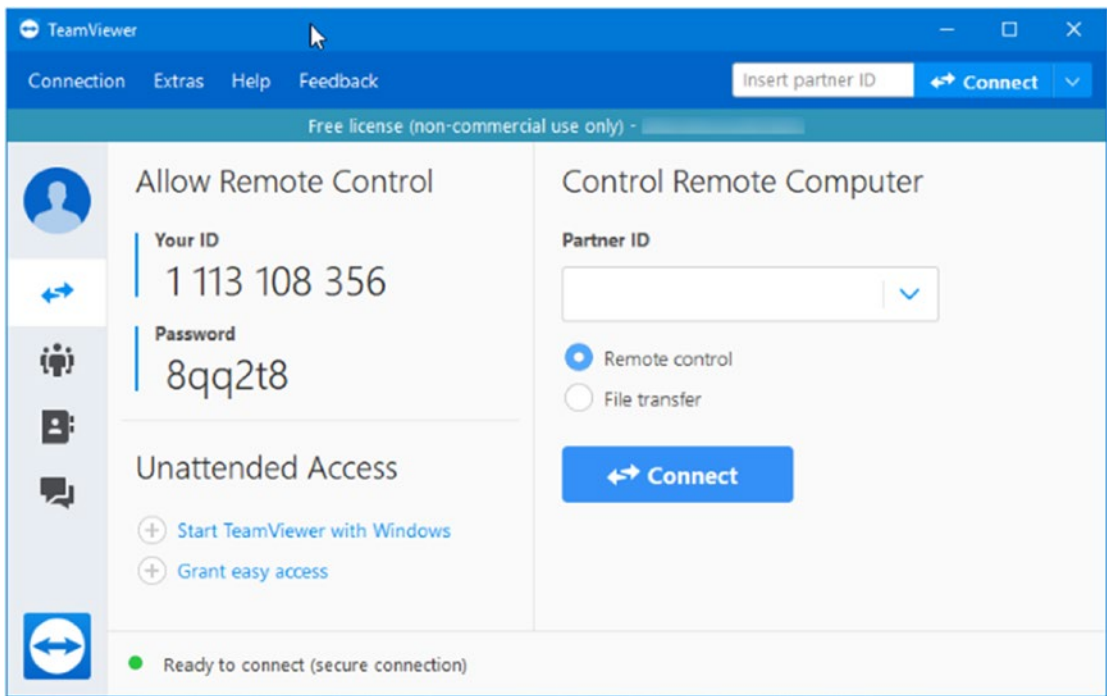 TeamViewer
Connection Extras Help Feedback
Insert partner ID Connect
Free license (non-commercial use only) -
Allow Remote Control
Your ID
1 113 108 356
Password
8qq2t8
Unattended Access
Start TeamViewer with Windows
Grant easy access
Control Remote Computer
Partner ID
Remote control
File transfer
Connect
Ready to connect (secure connection)